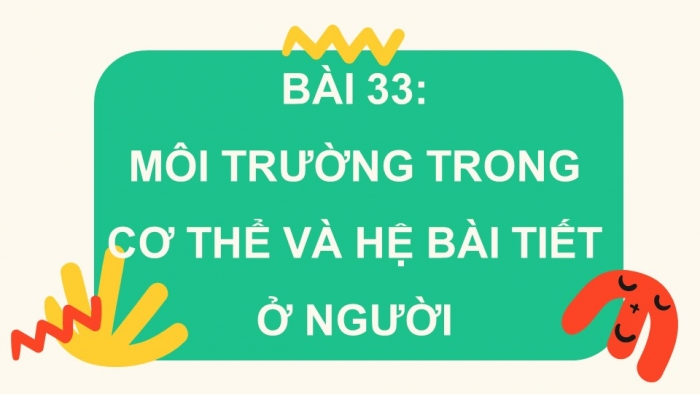 BÀI 33:
MÔI TRƯỜNG TRONG
CƠ THỂ VÀ HỆ BÀI TIẾT
Ở NGƯỜI